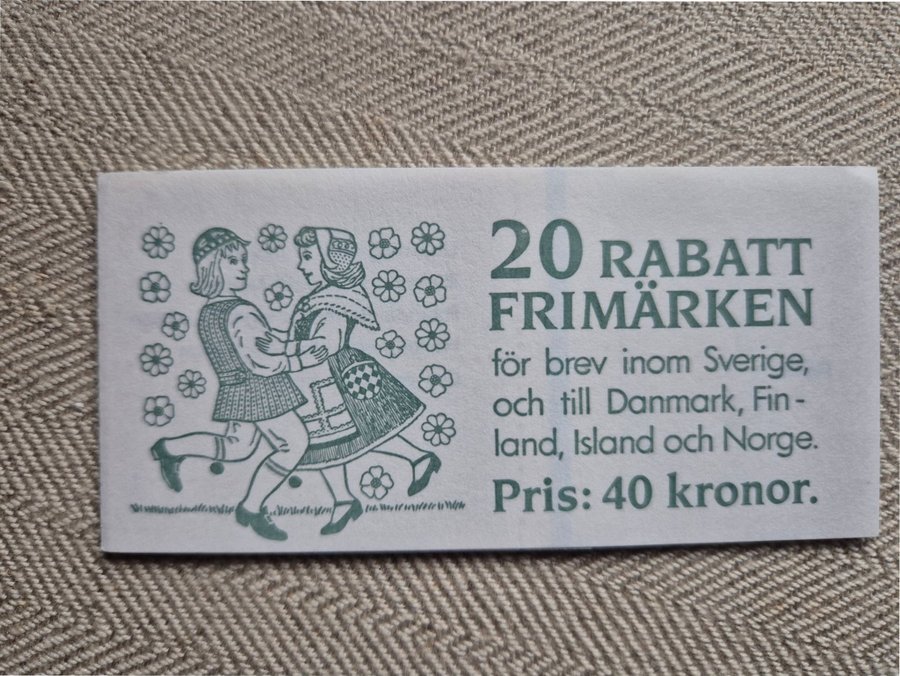 20 RABATT
FRIMÄRKEN
för brev inom Sverige,
och till Danmark, Fin-
land, Island och Norge.
Pris: 40 kronor.